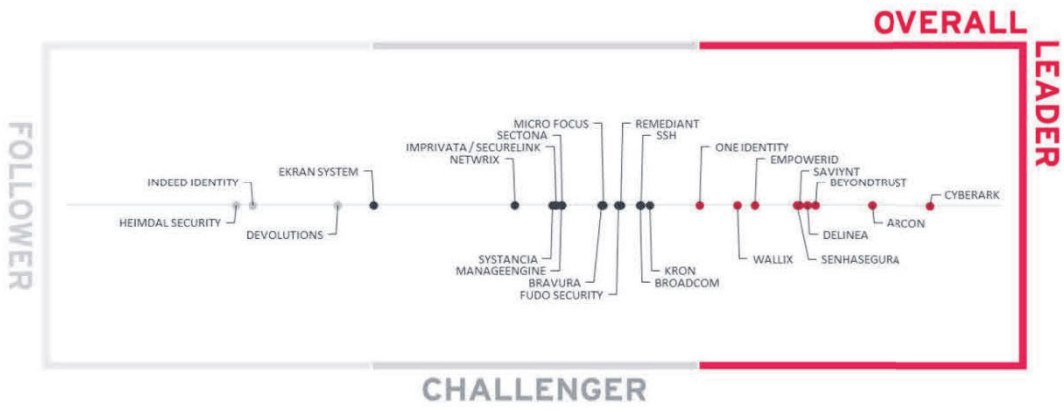 OVERALL
LEADER
FOLLOWER
MICRO FOCUS
REMEDIANT
SECTONA
SSH
IMPRIVATA / SECURELINK
ONE IDENTITY
NETWRIX
EMPOWERID
EKRAN SYSTEM
SAVIYNT
INDEED IDENTITY
BEYONDTRUST
CYBERARK
HEIMDAL SECURITY
ARCON
DEVOLUTIONS
DELINEA
SYSTANCIA
WALLIX
SENHASEGURA
MANAGEENGINE
KRON
BRAVURA
BROADCOM
FUDO SECURITY
CHALLENGER